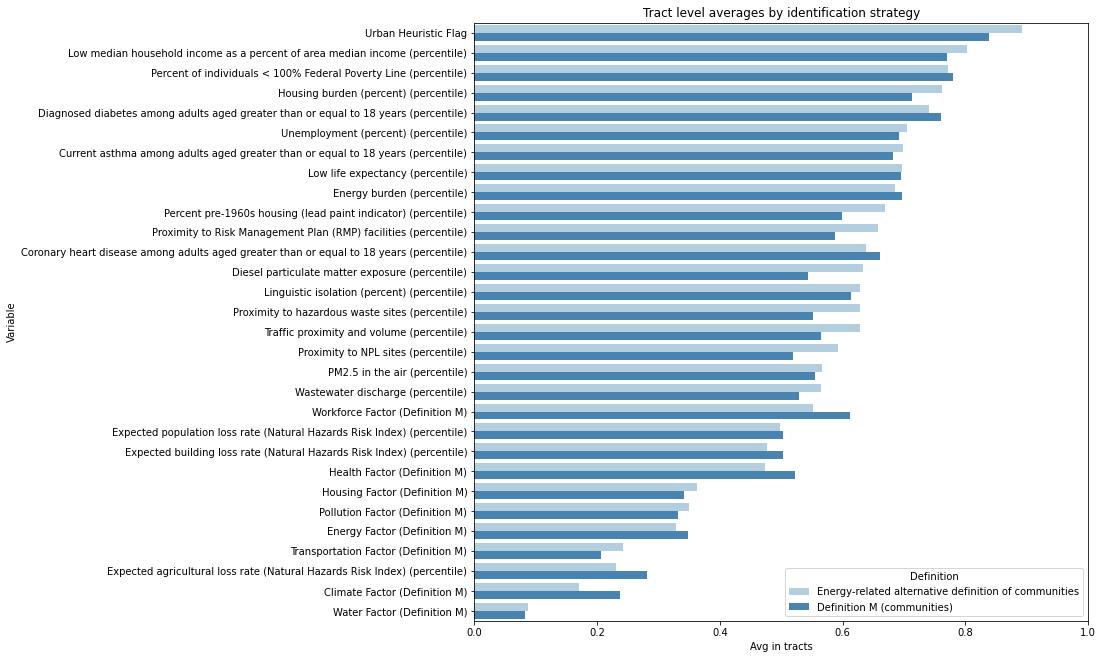 Tract level averages by identification strategy
Urban Heuristic Flag
Low median household income as a percent of area median income (percentile)
Percent of individuals < 100% Federal Poverty Line (percentile)
Housing burden (percent) (percentile)
Diagnosed diabetes among adults aged greater than or equal to 18 years (percentile)
Unemployment (percent) (percentile)
Current asthma among adults aged greater than or equal to 18 years (percentile)
Low life expectancy (percentile)
Energy burden (percentile)
Percent pre-1960s housing (lead paint indicator) (percentile)
Proximity to Risk Management Plan (RMP) facilities (percentile)
Coronary heart disease among adults aged greater than or equal to 18 years (percentile)
Diesel particulate matter exposure (percentile)
Linguistic isolation (percent) (percentile)
Proximity to hazardous waste sites (percentile)
Traffic proximity and volume (percentile)
Proximity to NPL sites (percentile)
PM2.5 in the air (percentile)
Wastewater discharge (percentile)
Workforce Factor (Definition M)
Expected population loss rate (Natural Hazards Risk Index) (percentile)
Expected building loss rate (Natural Hazards Risk Index) (percentile)
Health Factor (Definition M)
Housing Factor (Definition M)
Pollution Factor (Definition M)
Energy Factor (Definition M)
Transportation Factor (Definition M)
Expected agricultural loss rate (Natural Hazards Risk Index) (percentile)
Climate Factor (Definition M)
Water Factor (Definition M)
Variable
Definition
Energy-related alternative definition of communities
Definition M (communities)
0.0 0.2 0.4 0.6 0.8 1.0
Avg in tracts